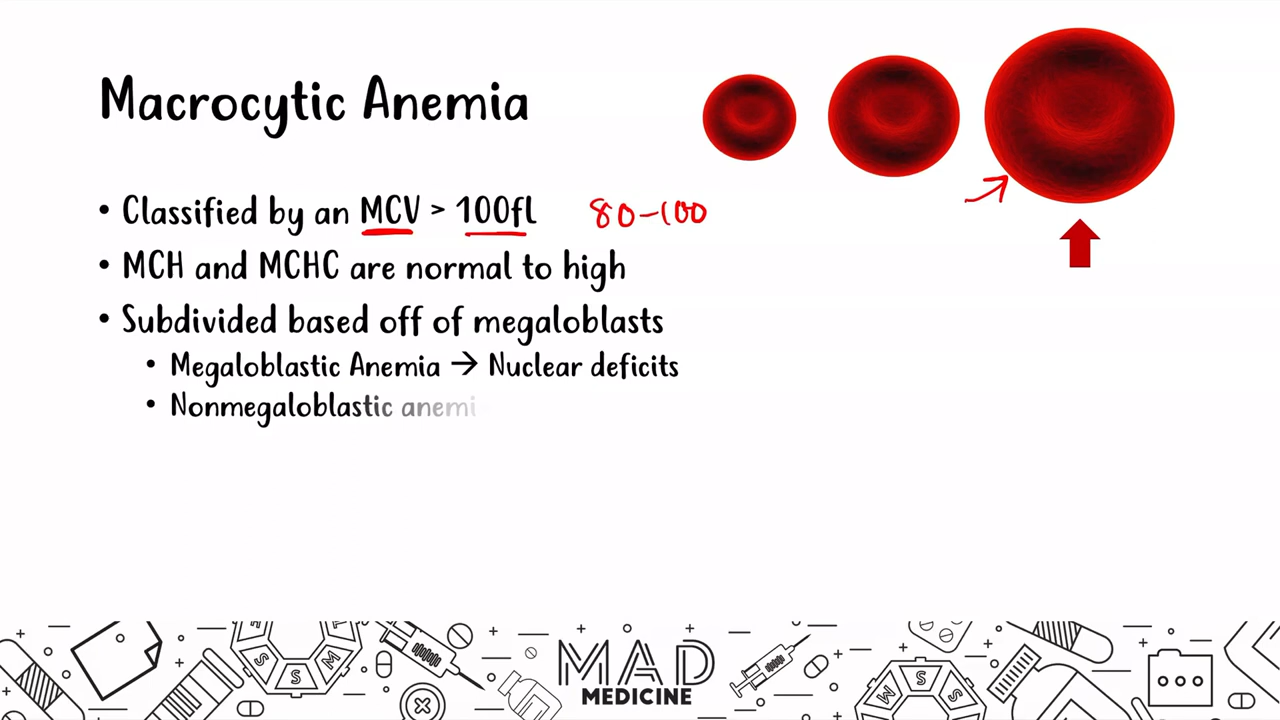 Macrocytic Anemia
• Classified by an MCV > 100fL 80-100
• MCH and MCHC are normal to high
• Subdivided based off of megaloblasts
• Megaloblastic Anemia → Nuclear deficits
• Nonmegaloblastic anemi
S S M
MAD
MEDICINE
M S S